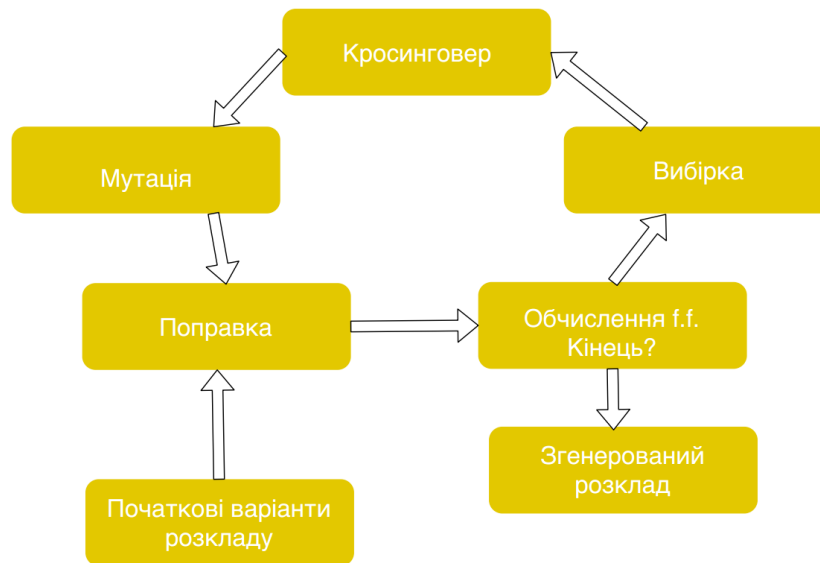 Кросинговер
Мутація
Вибірка
Поправка
Обчислення f.f.
Кінець?
Згенерований
розклад
Початкові варіанти
розкладу